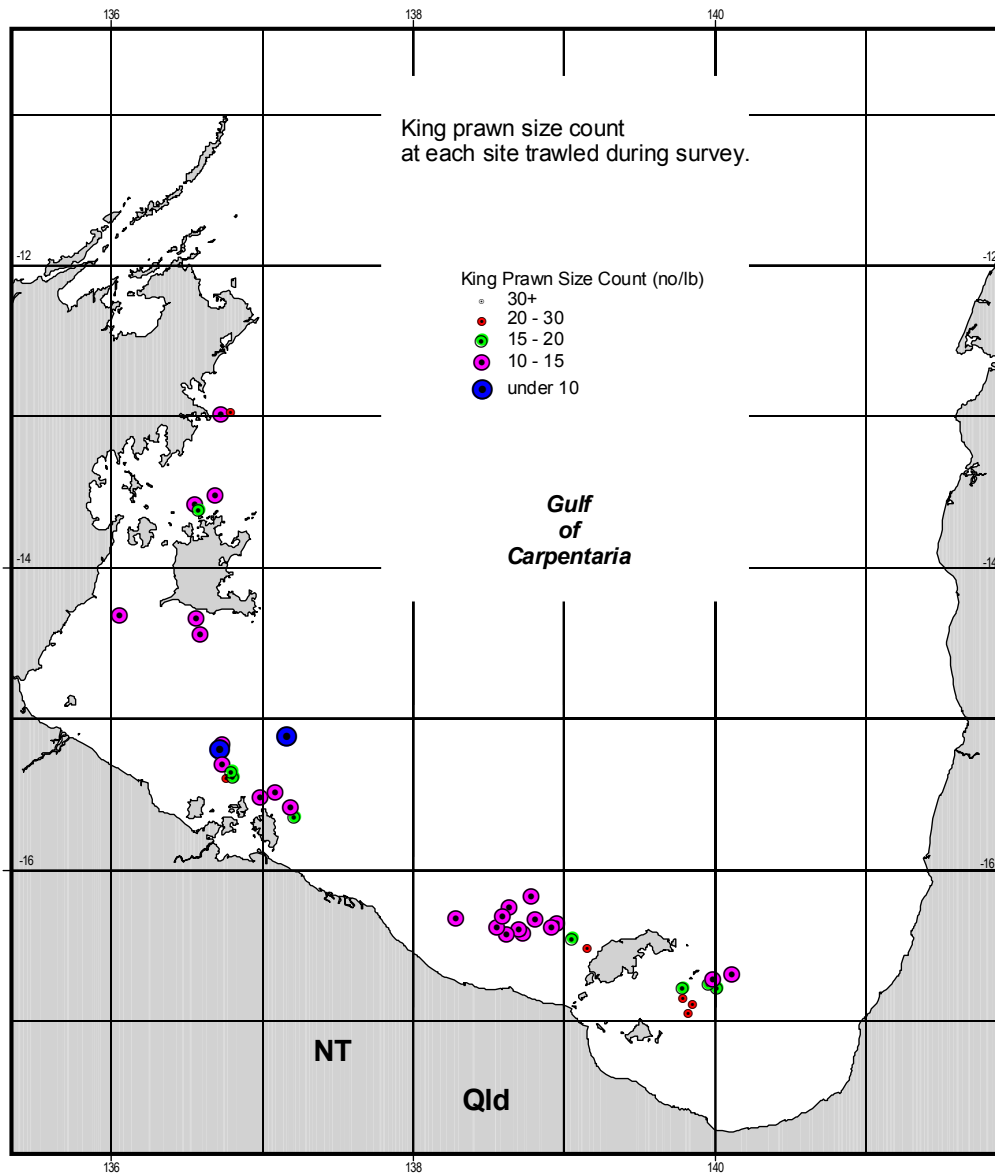 136
138
140
King prawn size count
at each site trawled during survey.
-12
-12
King Prawn Size Count (no/lb)
30+
20 - 30
15 - 20
10 - 15
under 10
Gulf
of
Carpentaria
-14
-14
-16
-16
NT
Qld
136
138
140